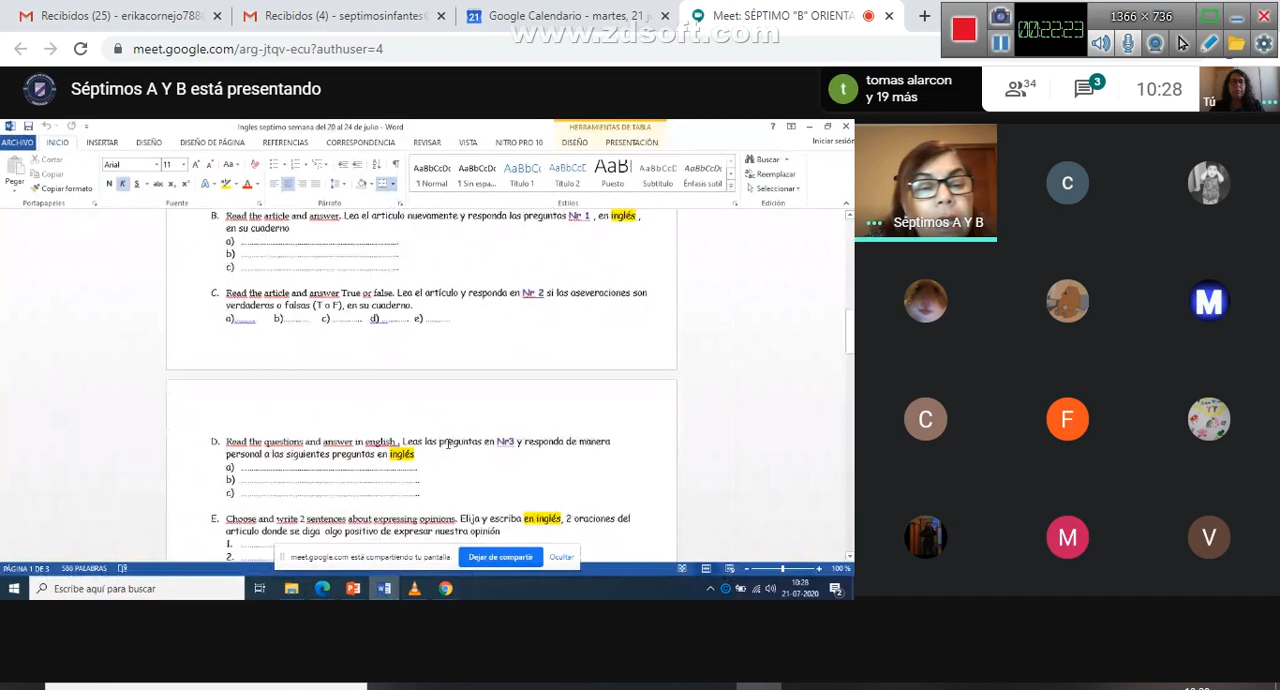 Recibidos (25) - erikacornejo788
Recibidos (4) - septimosinfantes
Google Calendario - martes, 21 ju
Meet: SÉPTIMO "B" ORIENTA
1366 x 736
00:22:23
www.zdsoft.com
meet.google.com/arg-jtqv-ecu?authuser=4
Séptimos A Y B está presentando
t
tomas alarcon
y 19 más
34
3
10:28
Tú
Ingles septimo semana del 20 al 24 de julio - Word
HERRAMIENTAS DE TABLA
ARCHIVO
INICIO
INSERTAR
DISEÑO
DISEÑO DE PÁGINA
REFERENCIAS
CORRESPONDENCIA
REVISAR
VISTA
NITRO PRO 10
DISEÑO
PRESENTACIÓN
Iniciar sesión
Pegar
Cortar
Copiar
Copiar formato
Arial
11
AaBbCcDc
AaBbCcDc
AaBbCc
AaBbCcC
AaBl
AaBbCcD
AaBbCcDc
1 Normal
1 Sin espa...
Título 1
Título 2
Puesto
Subtítulo
Énfasis sutil
Buscar
Reemplazar
Seleccionar
Portapapeles
Fuente
Párrafo
Estilos
Edición
B. Read the article and answer. Lea el artículo nuevamente y responda las preguntas Nr 1 , en inglés ,
en su cuaderno
a) ........
b) ........
c) ........
C. Read the article and answer True or false. Lea el artículo y responda en Nr 2 si las aseveraciones son
verdaderas o falsas (T o F), en su cuaderno.
a)........ b)........ c) ........ d)........ e) ........
D. Read the questions and answer in english . Leas las preguntas en Nr3 y responda de manera
personal a las siguientes preguntas en inglés
a) ........
b) ........
c) ........
E. Choose and write 2 sentences about expressing opinions. Elija y escriba en inglés, 2 oraciones del
artículo donde se diga algo positivo de expresar nuestra opinión
1. ........
2. ........
meet.google.com está compartiendo tu pantalla.
Dejar de compartir
Ocultar
PÁGINA 1 DE 3
588 PALABRAS
100 %
Escribe aquí para buscar
10:28
21-07-2020
2
Séptimos A Y B
C
M
C
F
M
V